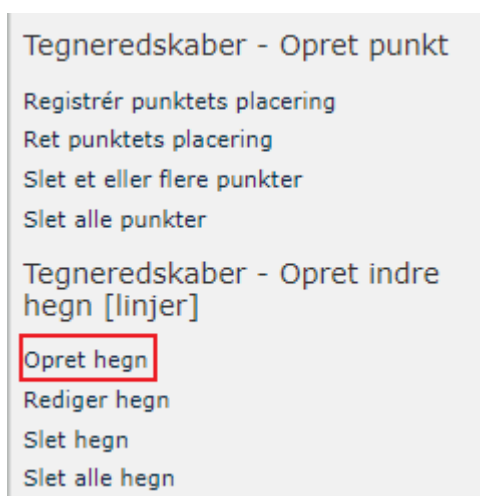 Tegneredskaber - Opret punkt
Registrér punktets placering
Ret punktets placering
Slet et eller flere punkter
Slet alle punkter
Tegneredskaber - Opret indre
hegn [linjer]
Opret hegn
Rediger hegn
Slet hegn
Slet alle hegn